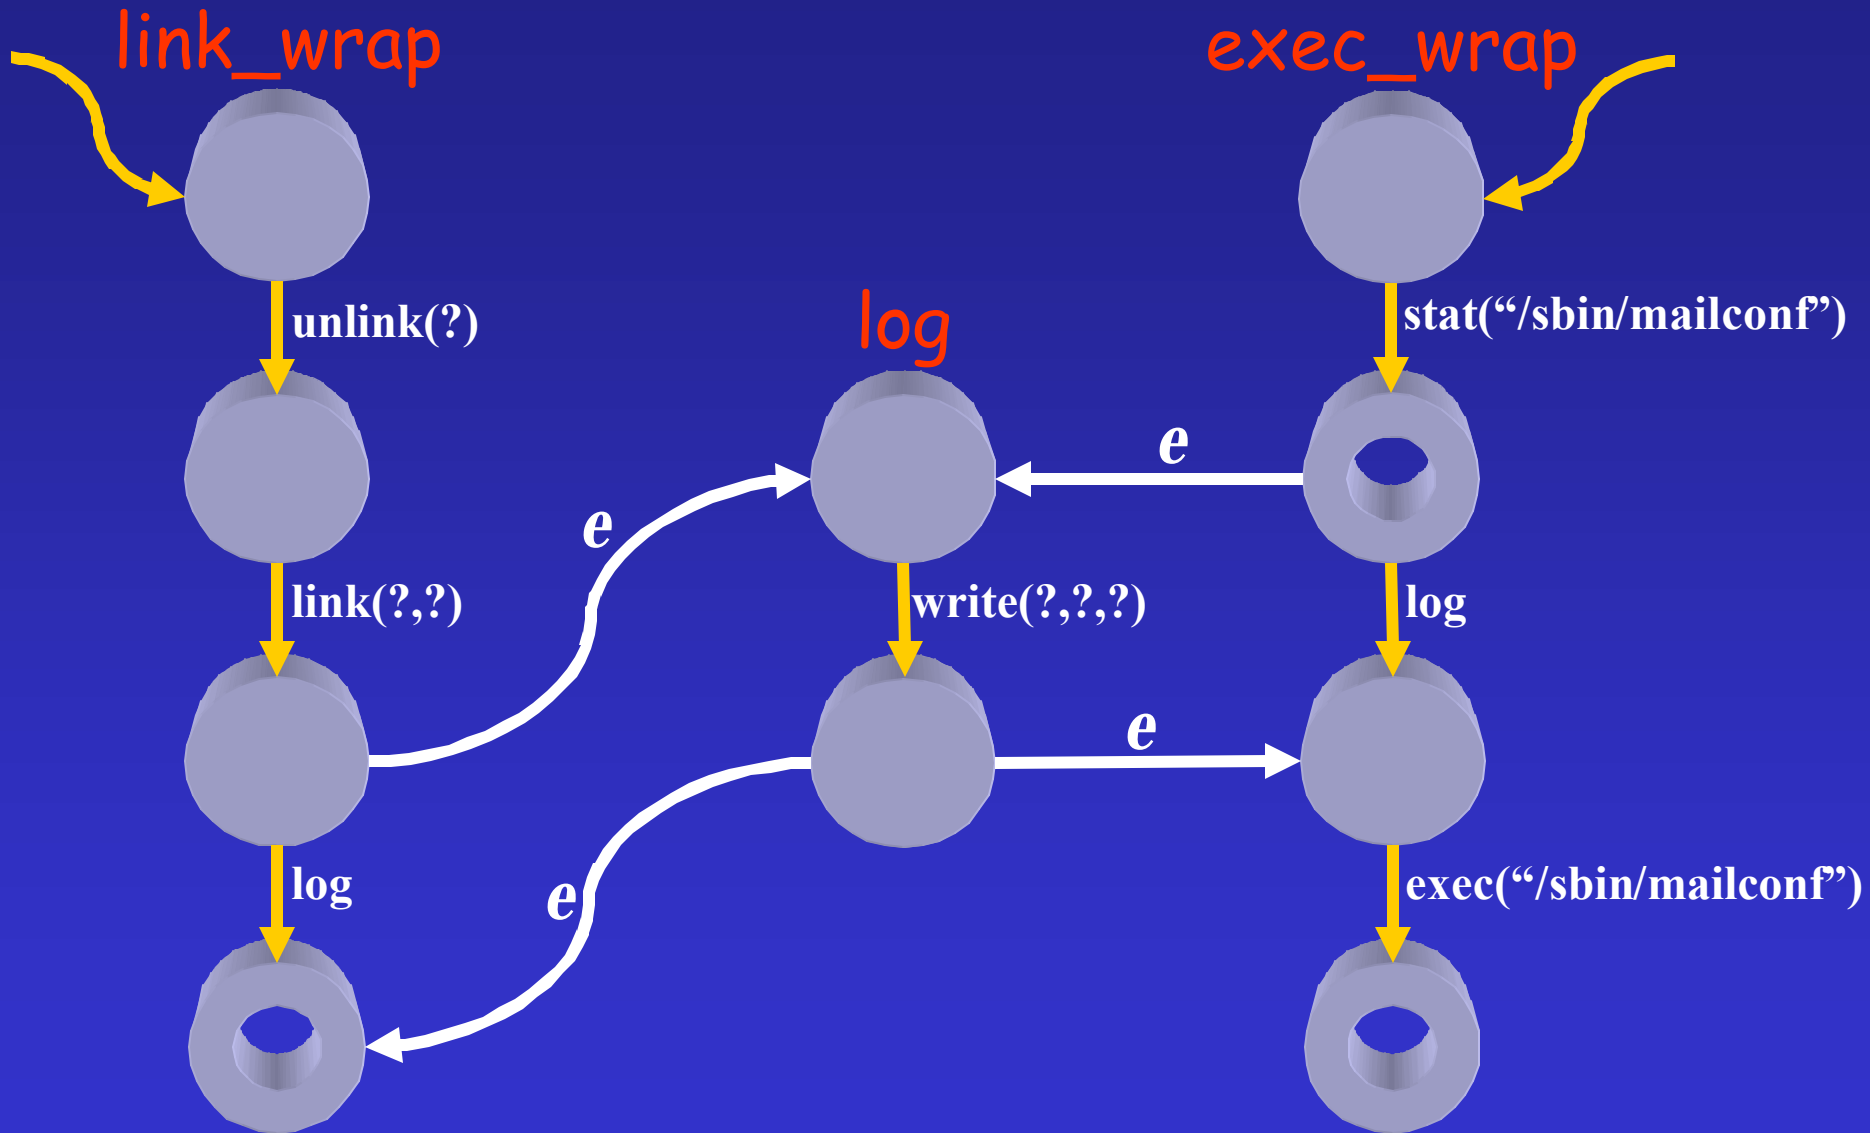 link_wrap
exec_wrap
unlink(?)
log
stat(“/sbin/mailconf”)
e
e
link(?,?)
write(?,?,?)
log
e
log
e
exec(“/sbin/mailconf”)